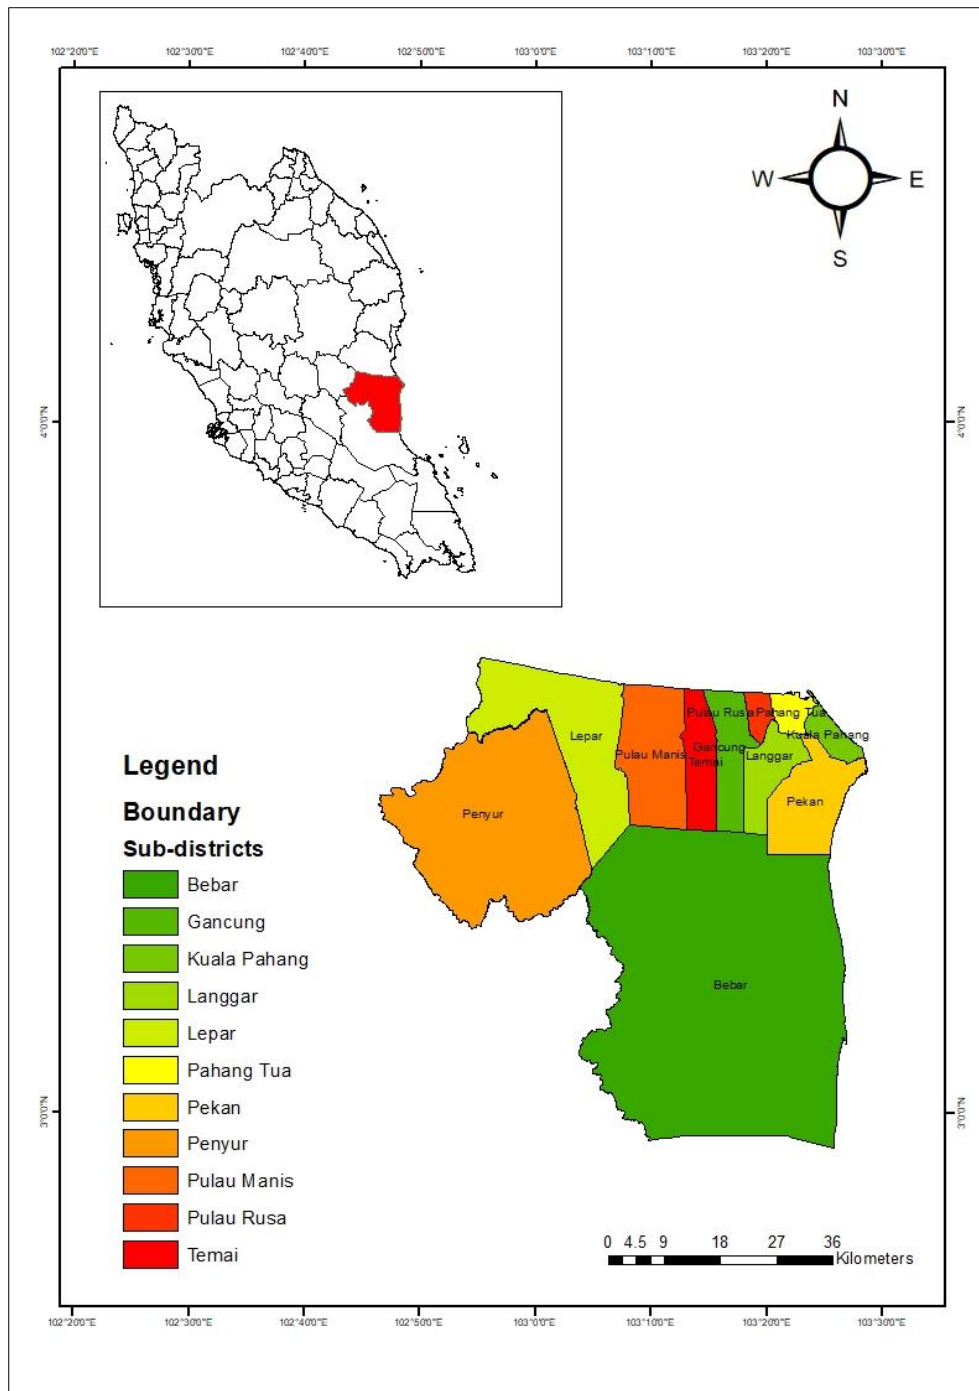 102°20'0"E 102°30'0"E 102°40'0"E 102°50'0"E 103°0'0"E 103°10'0"E 103°20'0"E 103°30'0"E
N
W E
S
4°0'0"N 4°0'0"N
Pulau Rusa Pahang Tua
Kuala Pahang
Lepar
Pulau Manis
Gancung
Temai
Langgar
Pekan
Penyur
Bebar
Legend
Boundary
Sub-districts
Bebar
Gancung
Kuala Pahang
Langgar
Lepar
Pahang Tua
Pekan
Penyur
Pulau Manis
Pulau Rusa
Temai
3°0'0"N 3°0'0"N
0 4.5 9 18 27 36
Kilometers
102°20'0"E 102°30'0"E 102°40'0"E 102°50'0"E 103°0'0"E 103°10'0"E 103°20'0"E 103°30'0"E